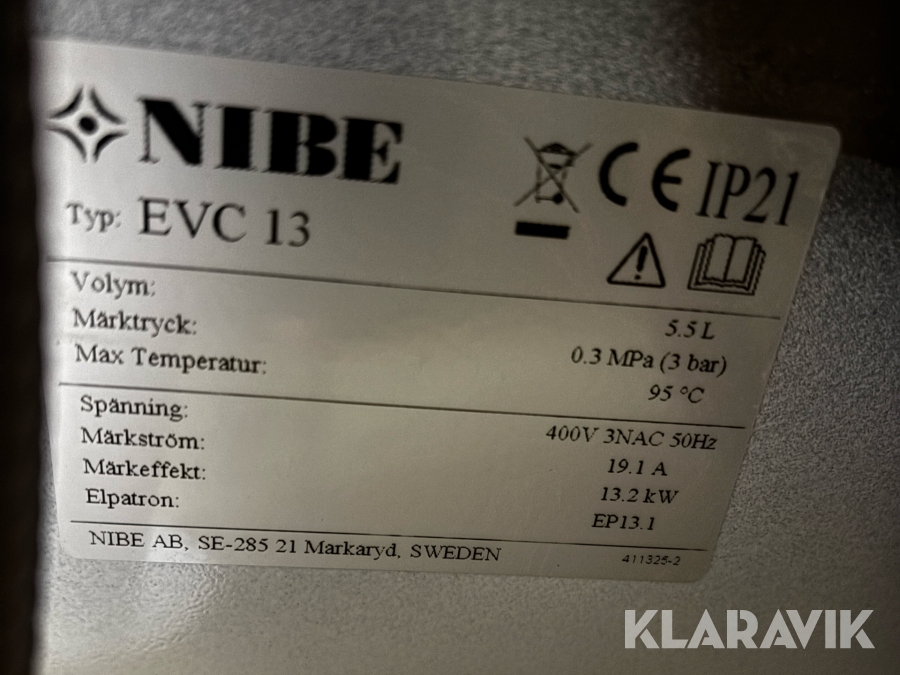 NIBE
CE IP21
Typ: EVC 13
Volym: 5.5 L
Märktryck: 0.3 MPa (3 bar)
Max Temperatur: 95 °C
Spänning: 400V 3NAC 50Hz
Märkström: 19.1 A
Märkeffekt: 13.2 kW
Elpatron: EP13.1
NIBE AB, SE-285 21 Markaryd, SWEDEN 411325-2
KLARAVIK